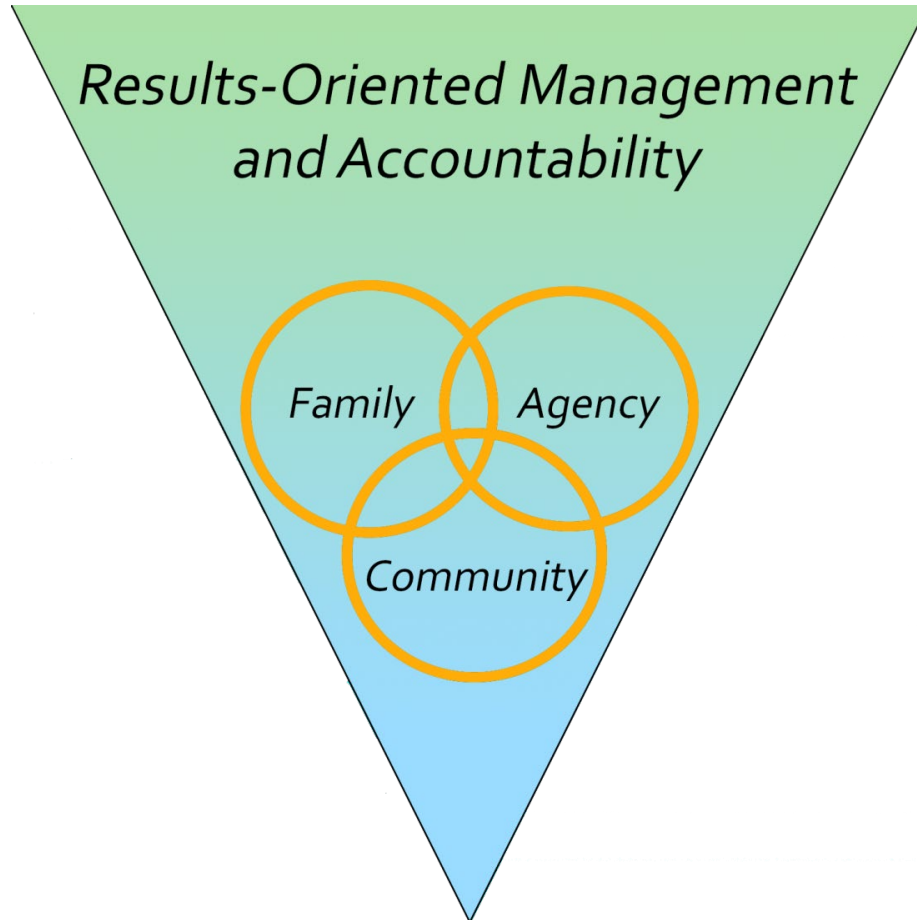 Results-Oriented Management
and Accountability
Family
Agency
Community